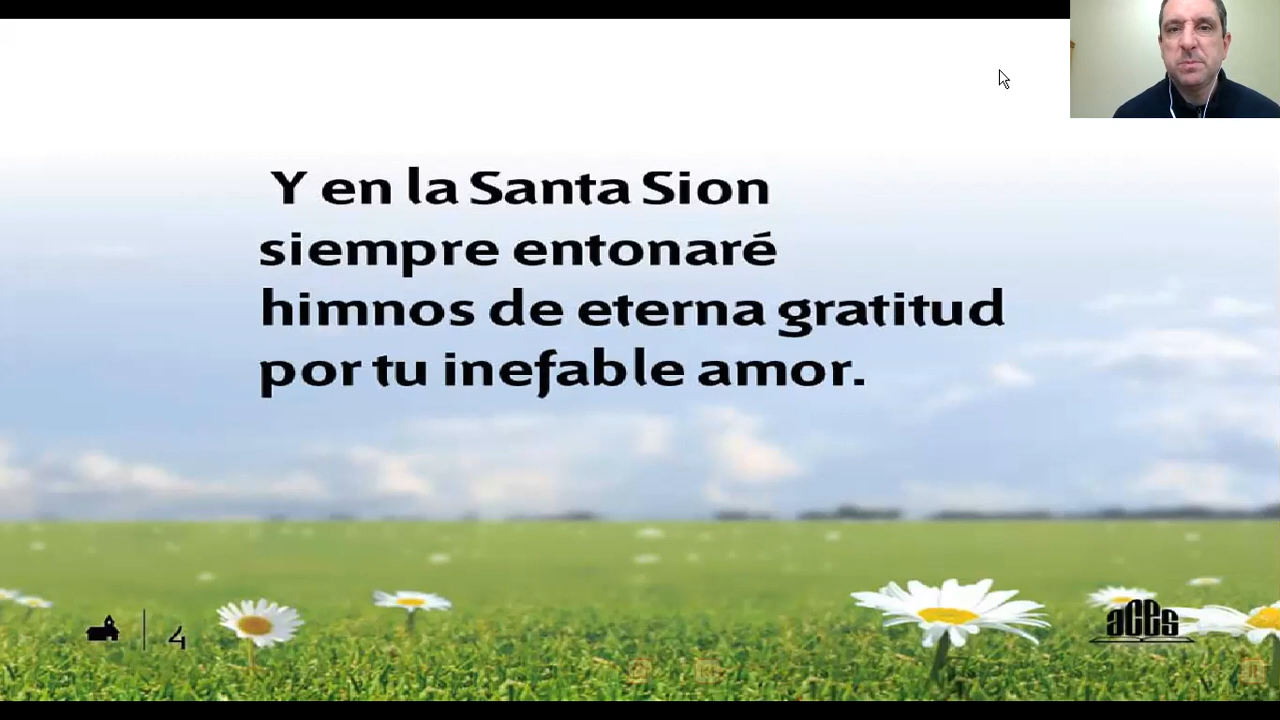 Y en la Santa Sion
siempre entonaré
himnos de eterna gratitud
por tu inefable amor.
4
aces